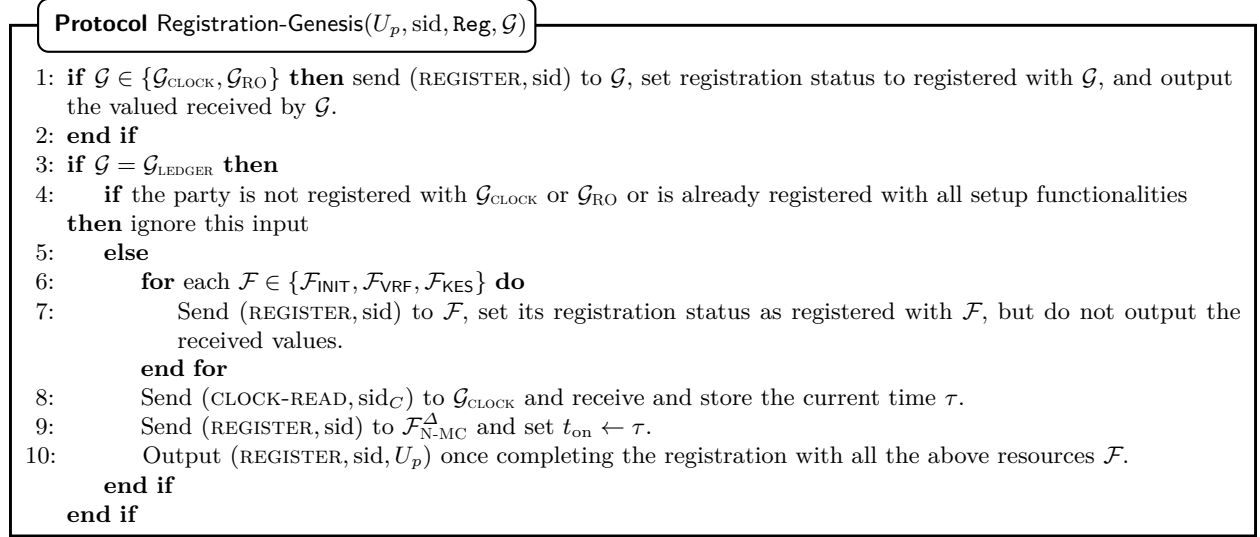 Protocol Registration-Genesis(U_p, sid, Reg, 𝒢)
1: if 𝒢 ∈ {𝒢_CLOCK, 𝒢_RO} then send (REGISTER, sid) to 𝒢, set registration status to registered with 𝒢, and output
the valued received by 𝒢.
2: end if
3: if 𝒢 = 𝒢_LEDGER then
4: if the party is not registered with 𝒢_CLOCK or 𝒢_RO or is already registered with all setup functionalities
then ignore this input
5: else
6: for each ℱ ∈ {ℱ_INIT, ℱ_VRF, ℱ_KES} do
7: Send (REGISTER, sid) to ℱ, set its registration status as registered with ℱ, but do not output the
received values.
end for
8: Send (CLOCK-READ, sid_C) to 𝒢_CLOCK and receive and store the current time τ.
9: Send (REGISTER, sid) to ℱ^Δ_N-MC and set t_on ← τ.
10: Output (REGISTER, sid, U_p) once completing the registration with all the above resources ℱ.
end if
end if